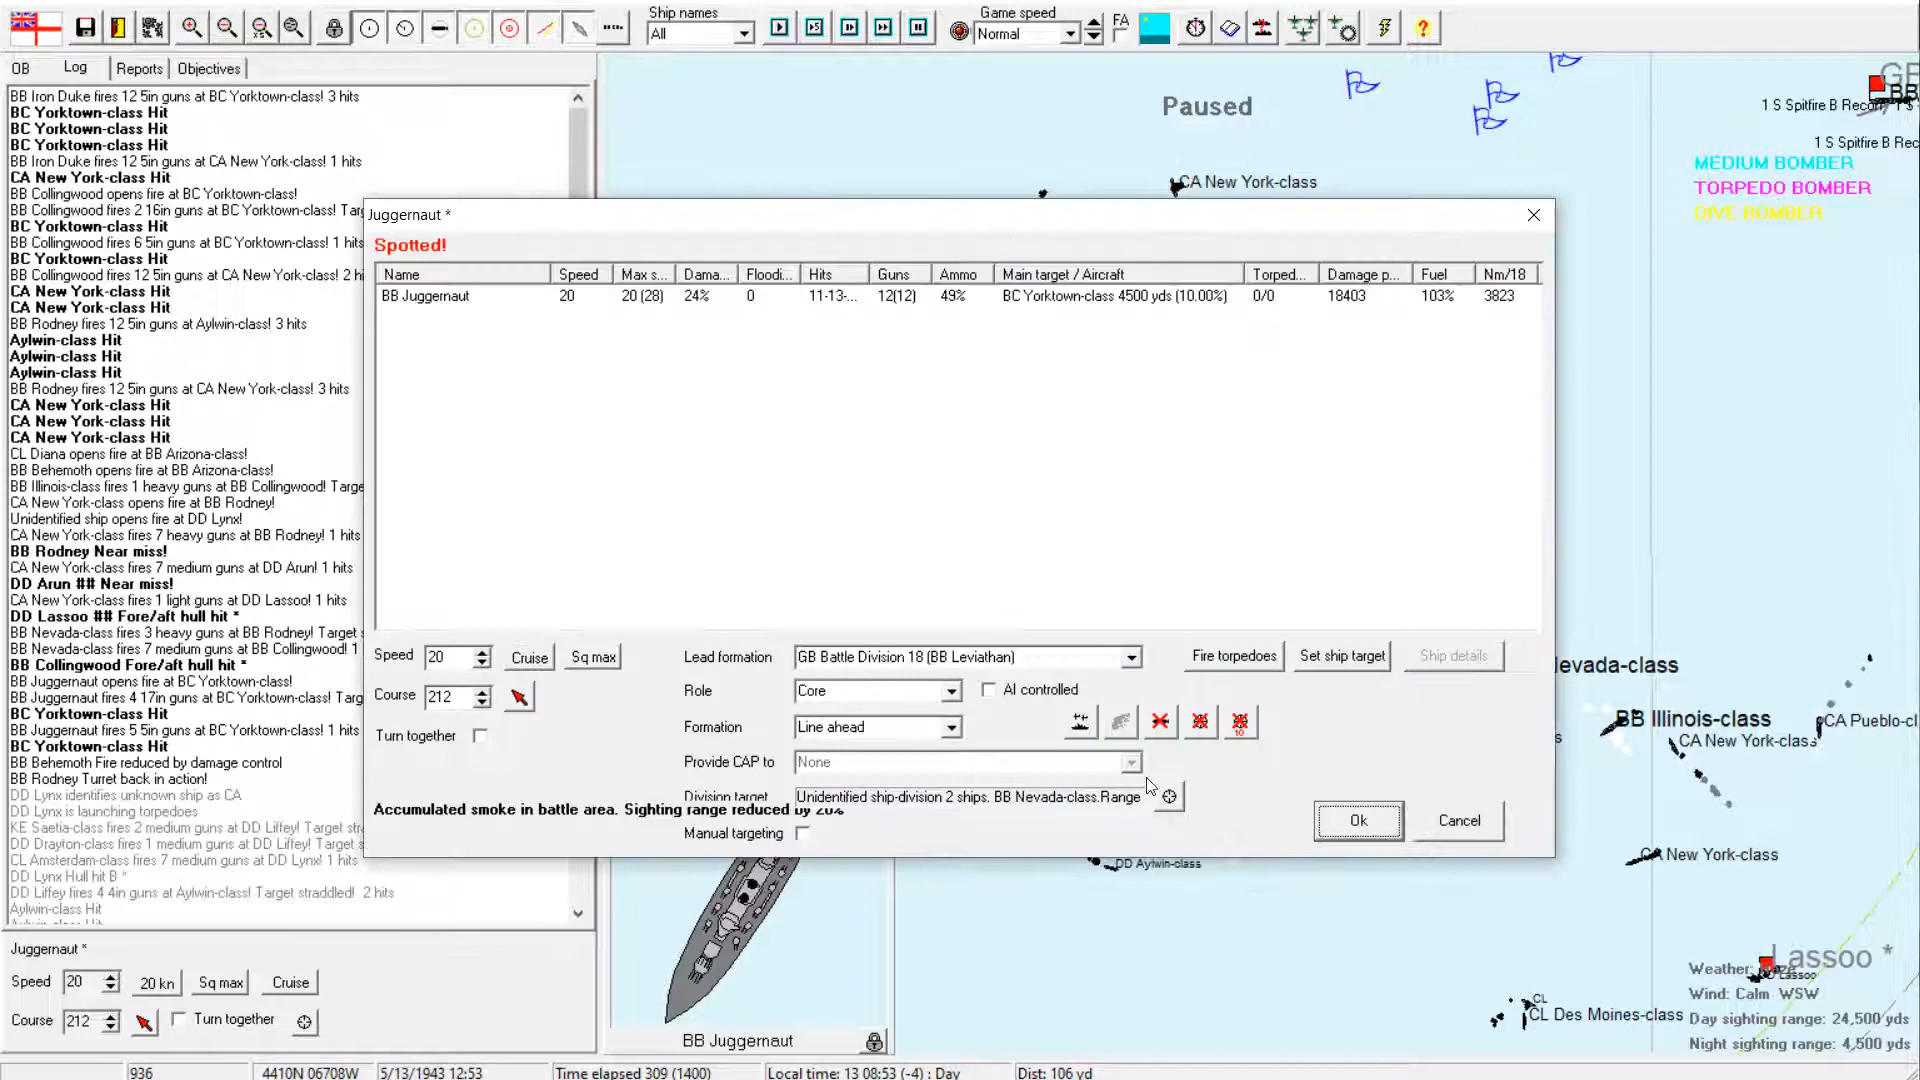 Ship names
All
Game speed
Normal
FA
OB
Log
Reports
Objectives
BB Iron Duke fires 12 5in guns at BC Yorktown-class! 3 hits
BC Yorktown-class Hit
BC Yorktown-class Hit
BC Yorktown-class Hit
BB Iron Duke fires 12 5in guns at CA New York-class! 1 hits
CA New York-class Hit
BB Collingwood opens fire at BC Yorktown-class!
BB Collingwood fires 2 16in guns at BC Yorktown-class! Targ
BC Yorktown-class Hit
BB Collingwood fires 6 5in guns at BC Yorktown-class! 1 hits
BC Yorktown-class Hit
BB Collingwood fires 12 5in guns at CA New York-class! 2 hi
CA New York-class Hit
CA New York-class Hit
BB Rodney fires 12 5in guns at Aylwin-class! 3 hits
Aylwin-class Hit
Aylwin-class Hit
Aylwin-class Hit
BB Rodney fires 12 5in guns at CA New York-class! 3 hits
CA New York-class Hit
CA New York-class Hit
CA New York-class Hit
CL Diana opens fire at BB Arizona-class!
BB Behemoth opens fire at BB Arizona-class!
BB Illinois-class fires 1 heavy guns at BB Collingwood! Targe
CA New York-class opens fire at BB Rodney!
Unidentified ship opens fire at DD Lynx!
CA New York-class fires 7 heavy guns at BB Rodney! 1 hits
BB Rodney Near miss!
CA New York-class fires 7 medium guns at DD Arun! 1 hits
DD Arun ## Near miss!
CA New York-class fires 1 light guns at DD Lassoo! 1 hits
DD Lassoo ## Fore/aft hull hit *
BB Nevada-class fires 3 heavy guns at BB Rodney! Target
BB Nevada-class fires 7 medium guns at BB Collingwood! 1
BB Collingwood Fore/aft hull hit *
BB Juggernaut opens fire at BC Yorktown-class!
BB Juggernaut fires 4 17in guns at BC Yorktown-class! Targ
BC Yorktown-class Hit
BB Juggernaut fires 5 5in guns at BC Yorktown-class! 1 hits
BC Yorktown-class Hit
BB Behemoth Fire reduced by damage control
BB Rodney Turret back in action!
DD Lynx identifies unknown ship as CA
DD Lynx is launching torpedoes
KE Saetia-class fires 2 medium guns at DD Liffey! Target stra
DD Drayton-class fires 1 medium guns at DD Liffey! Target s
CL Amsterdam-class fires 7 medium guns at DD Lynx! 1 hits
DD Lynx Hull hit B *
DD Liffey fires 4 4in guns at Aylwin-class! Target straddled! 2 hits
Aylwin-class Hit
Juggernaut *
Speed 20 20 kn Sq max Cruise
Course 212 Turn together
Paused
CA New York-class
1 S Spitfire B Recon
1 S Spitfire B Rec
MEDIUM BOMBER
TORPEDO BOMBER
DIVE BOMBER
Juggernaut *
Spotted!
Name Speed Max s... Dama... Floodi... Hits Guns Ammo Main target / Aircraft Torped... Damage p... Fuel Nm/18
BB Juggernaut 20 20 (28) 24% 0 11-13-... 12(12) 49% BC Yorktown-class 4500 yds (10.00%) 0/0 18403 103% 3823
Speed 20 Cruise Sq max
Course 212
Turn together
Lead formation GB Battle Division 18 (BB Leviathan)
Role Core AI controlled
Formation Line ahead
10
Provide CAP to None
Division target Unidentified ship-division 2 ships. BB Nevada-class.Range
Accumulated smoke in battle area. Sighting range reduced by 20%
Manual targeting
Fire torpedoes Set ship target Ship details
Ok Cancel
levada-class
BB Illinois-class
CA New York-class
CA Pueblo-cl
CA New York-class
DD Aylwin-class
Lassoo *
Lassoo
CL
CL Des Moines-class
Weather: Haze
Wind: Calm WSW
Day sighting range: 24,500 yds
Night sighting range: 4,500 yds
BB Juggernaut
936 4410N 06708W 5/13/1943 12:53 Time elapsed 309 (1400) Local time: 13 08:53 (-4) : Day Dist: 106 yd